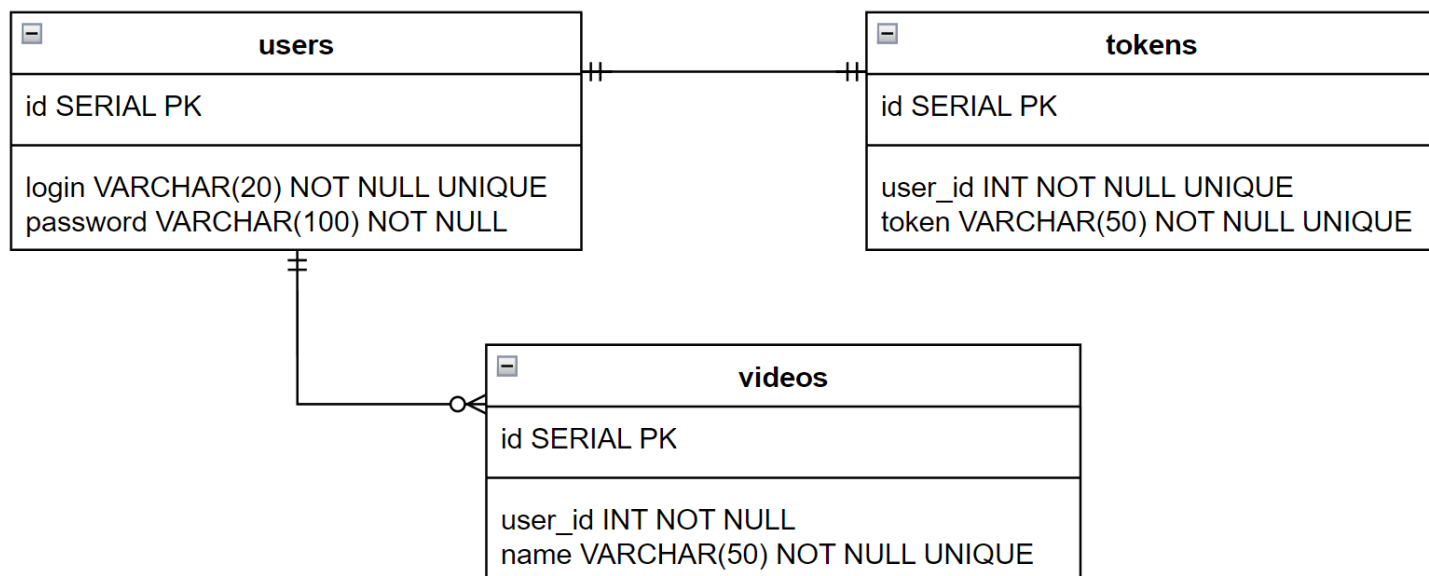 users
id SERIAL PK
login VARCHAR(20) NOT NULL UNIQUE
password VARCHAR(100) NOT NULL
tokens
id SERIAL PK
user_id INT NOT NULL UNIQUE
token VARCHAR(50) NOT NULL UNIQUE
videos
id SERIAL PK
user_id INT NOT NULL
name VARCHAR(50) NOT NULL UNIQUE